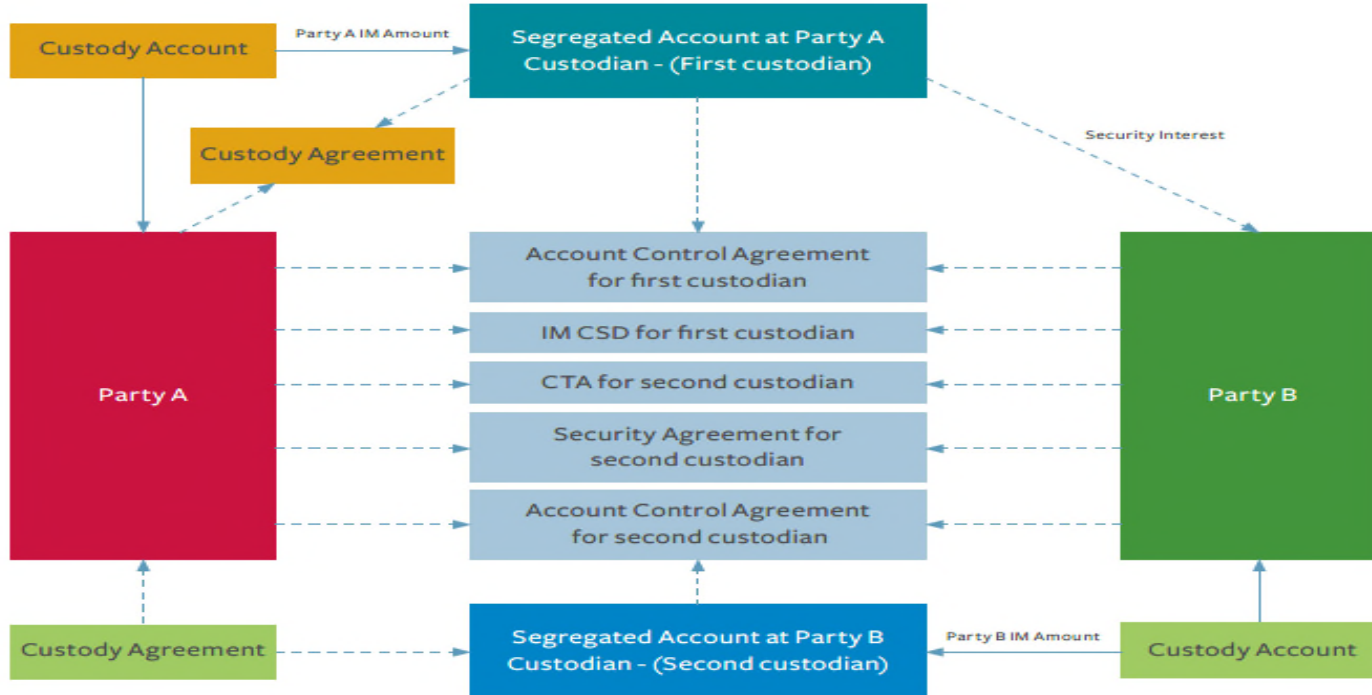 Custody Account
Party A IM Amount
Segregated Account at Party A
Custodian - (First custodian)
Custody Agreement
Security Interest
Party A
Account Control Agreement
for first custodian
IM CSD for first custodian
CTA for second custodian
Security Agreement for
second custodian
Account Control Agreement
for second custodian
Party B
Custody Agreement
Segregated Account at Party B
Custodian - (Second custodian)
Party B IM Amount
Custody Account